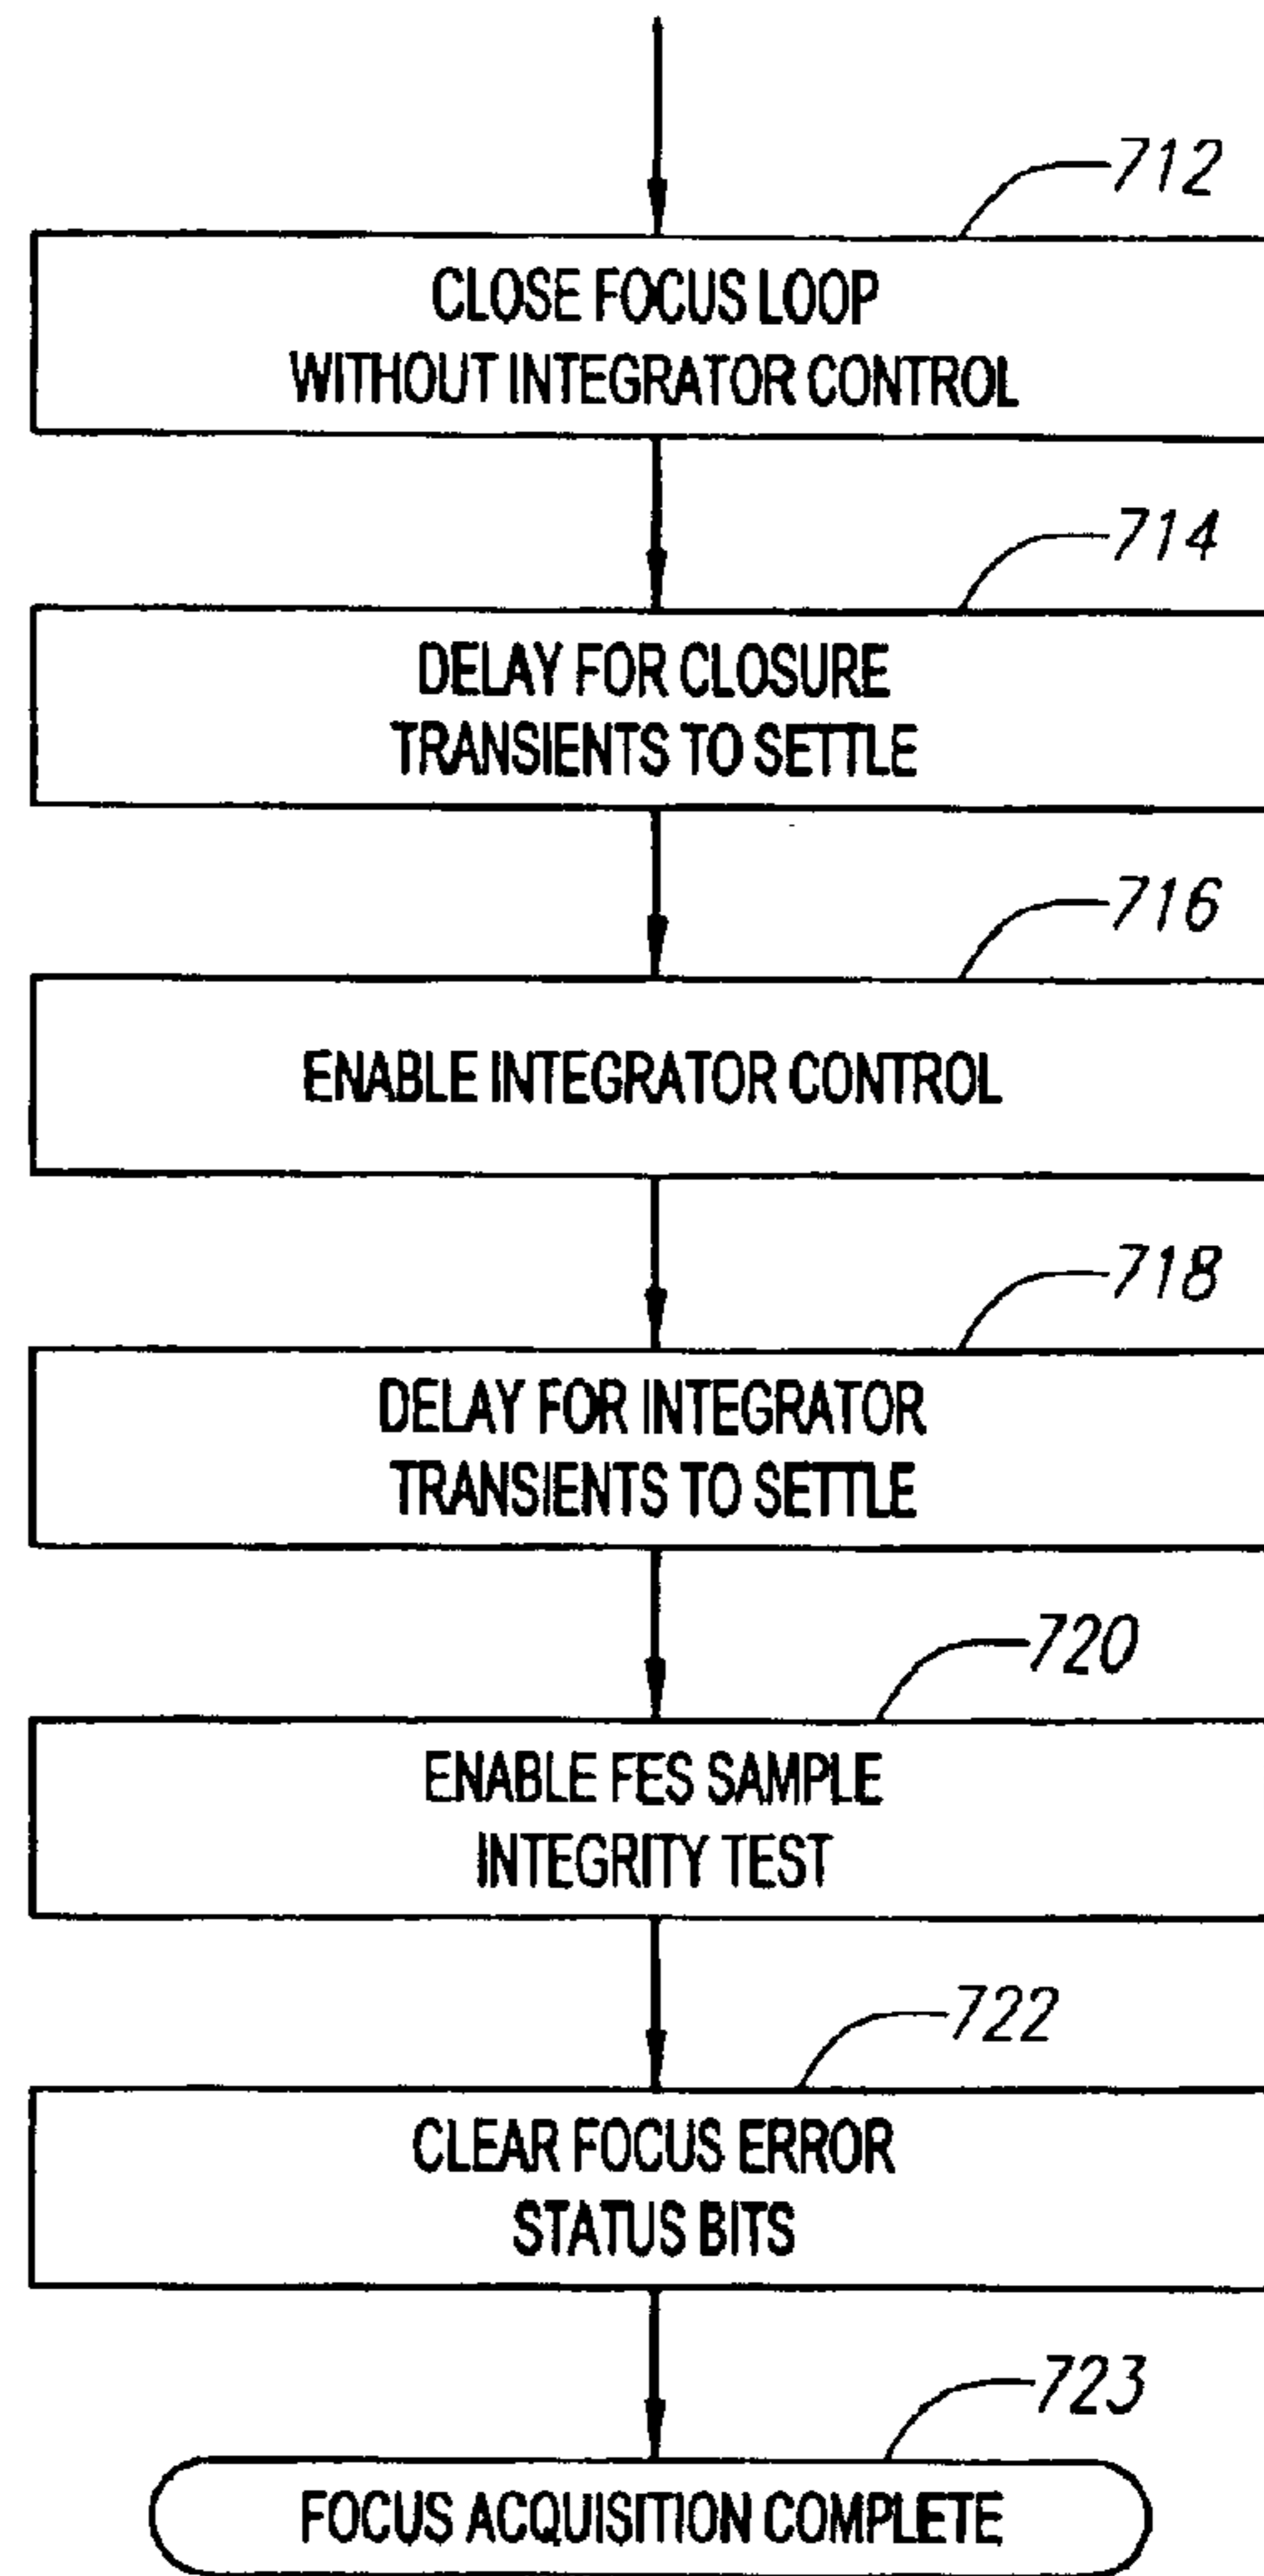 712
CLOSE FOCUS LOOP
WITHOUT INTEGRATOR CONTROL
714
DELAY FOR CLOSURE
TRANSIENTS TO SETTLE
716
ENABLE INTEGRATOR CONTROL
718
DELAY FOR INTEGRATOR
TRANSIENTS TO SETTLE
720
ENABLE FES SAMPLE
INTEGRITY TEST
722
CLEAR FOCUS ERROR
STATUS BITS
723
FOCUS ACQUISITION COMPLETE